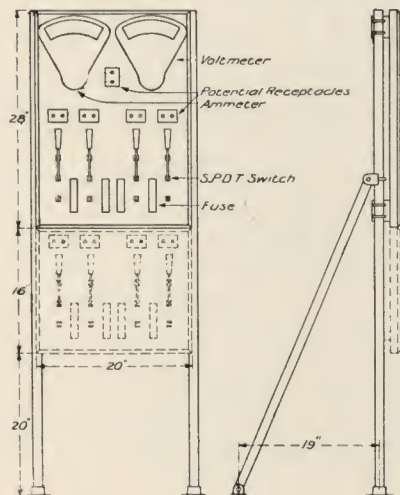 Voltmeter
Potential Receptacles
Ammeter
28"
S.P.D.T Switch
Fuse
16
20"
20"
19"